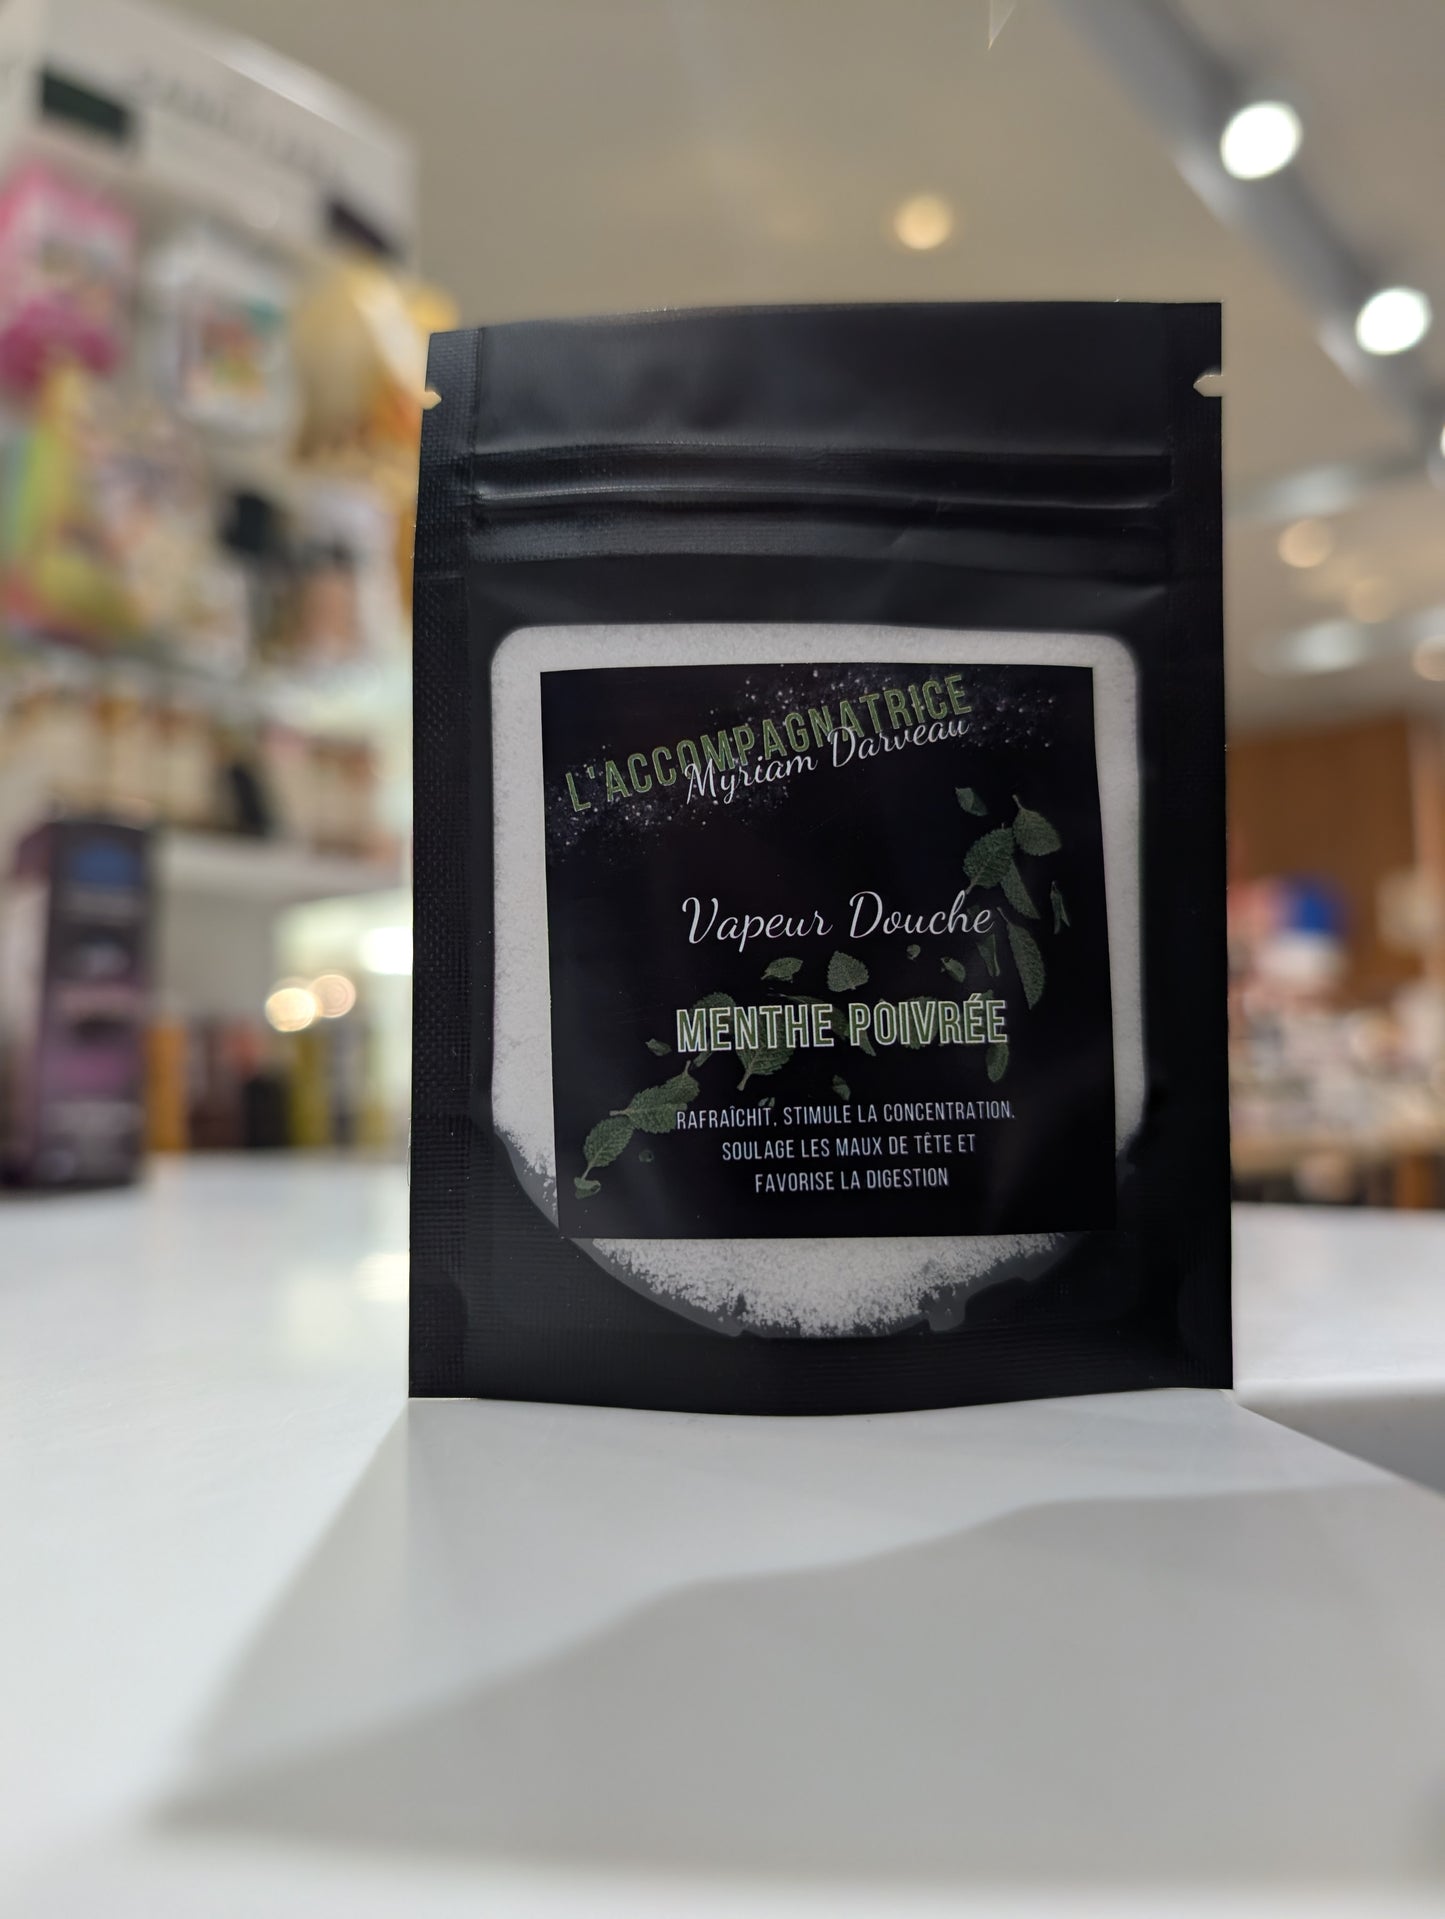 L'ACCOMPAGNATRICE
Myriam Darveau
Vapeur Douche
MENTHE POIVRÉE
RAFRAÎCHIT, STIMULE LA CONCENTRATION,
SOULAGE LES MAUX DE TÊTE ET
FAVORISE LA DIGESTION